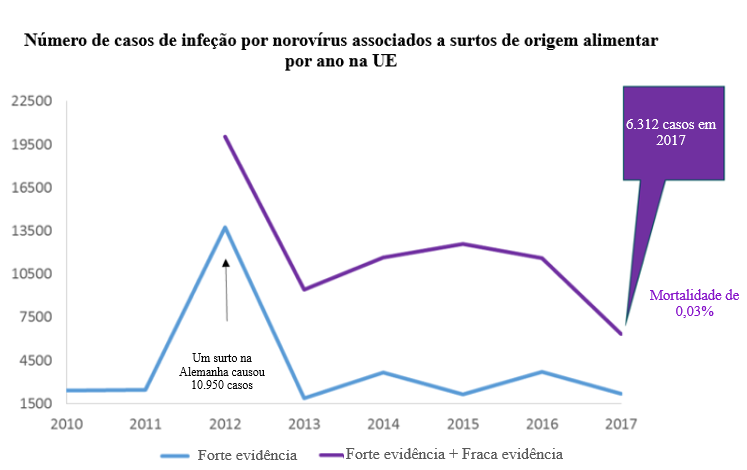 Número de casos de infeção por norovírus associados a surtos de origem alimentar
por ano na UE
22500
19500
16500
13500
10500
7500
4500
1500
6.312 casos em
2017
Mortalidade de
0,03%
Um surto na
Alemanha causou
10.950 casos
2010 2011 2012 2013 2014 2015 2016 2017
Forte evidência Forte evidência + Fraca evidência